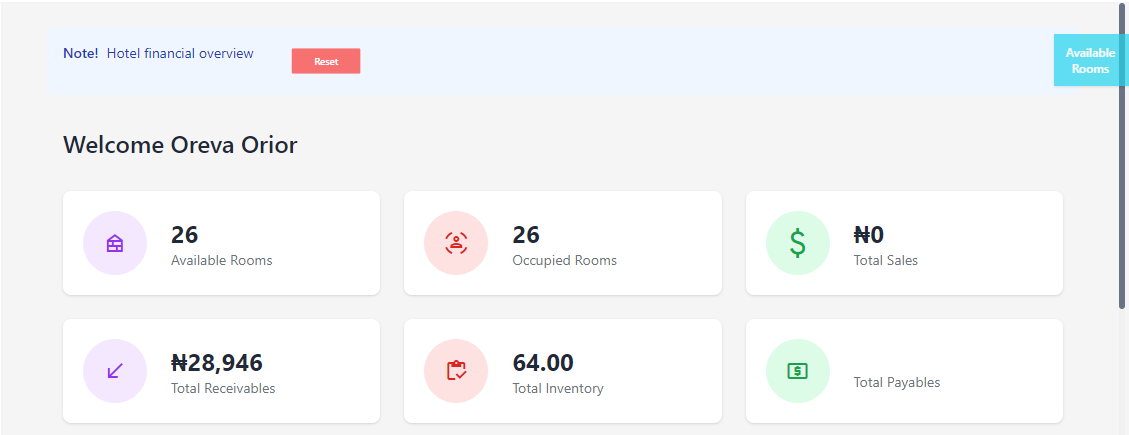 Note! Hotel financial overview
Reset
Available
Rooms
Welcome Oreva Orior
26
Available Rooms
26
Occupied Rooms
₦0
Total Sales
₦28,946
Total Receivables
64.00
Total Inventory
Total Payables